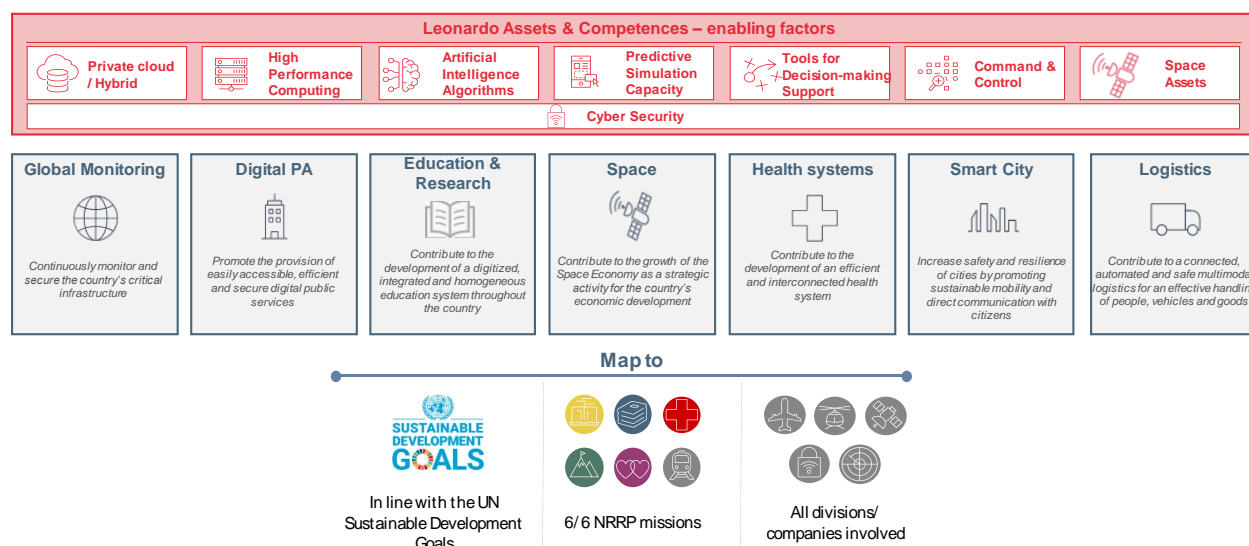 Leonardo Assets & Competences – enabling factors
Private cloud
/ Hybrid
High
Performance
Computing
Artificial
Intelligence
Algorithms
Predictive
Simulation
Capacity
Tools for
Decision-making
Support
Command &
Control
Space
Assets
Cyber Security
Global Monitoring
Continuously monitor and
secure the country's critical
infrastructure
Digital PA
Promote the provision of
easily accessible, efficient
and secure digital public
services
Education &
Research
Contribute to the
development of a digitized,
integrated and homogeneous
education system throughout
the country
Space
Contribute to the growth of the
Space Economy as a strategic
activity for the country's
economic development
Health systems
Contribute to the
development of an efficient
and interconnected health
system
Smart City
Increase safety and resilience
of cities by promoting
sustainable mobility and
direct communication with
citizens
Logistics
Contribute to a connected,
automated and safe multimodal
logistics for an effective handling
of people, vehicles and goods
Map to
SUSTAINABLE
DEVELOPMENT
GOALS
In line with the UN
Sustainable Development
Goals
6/6 NRRP missions
All divisions/
companies involved